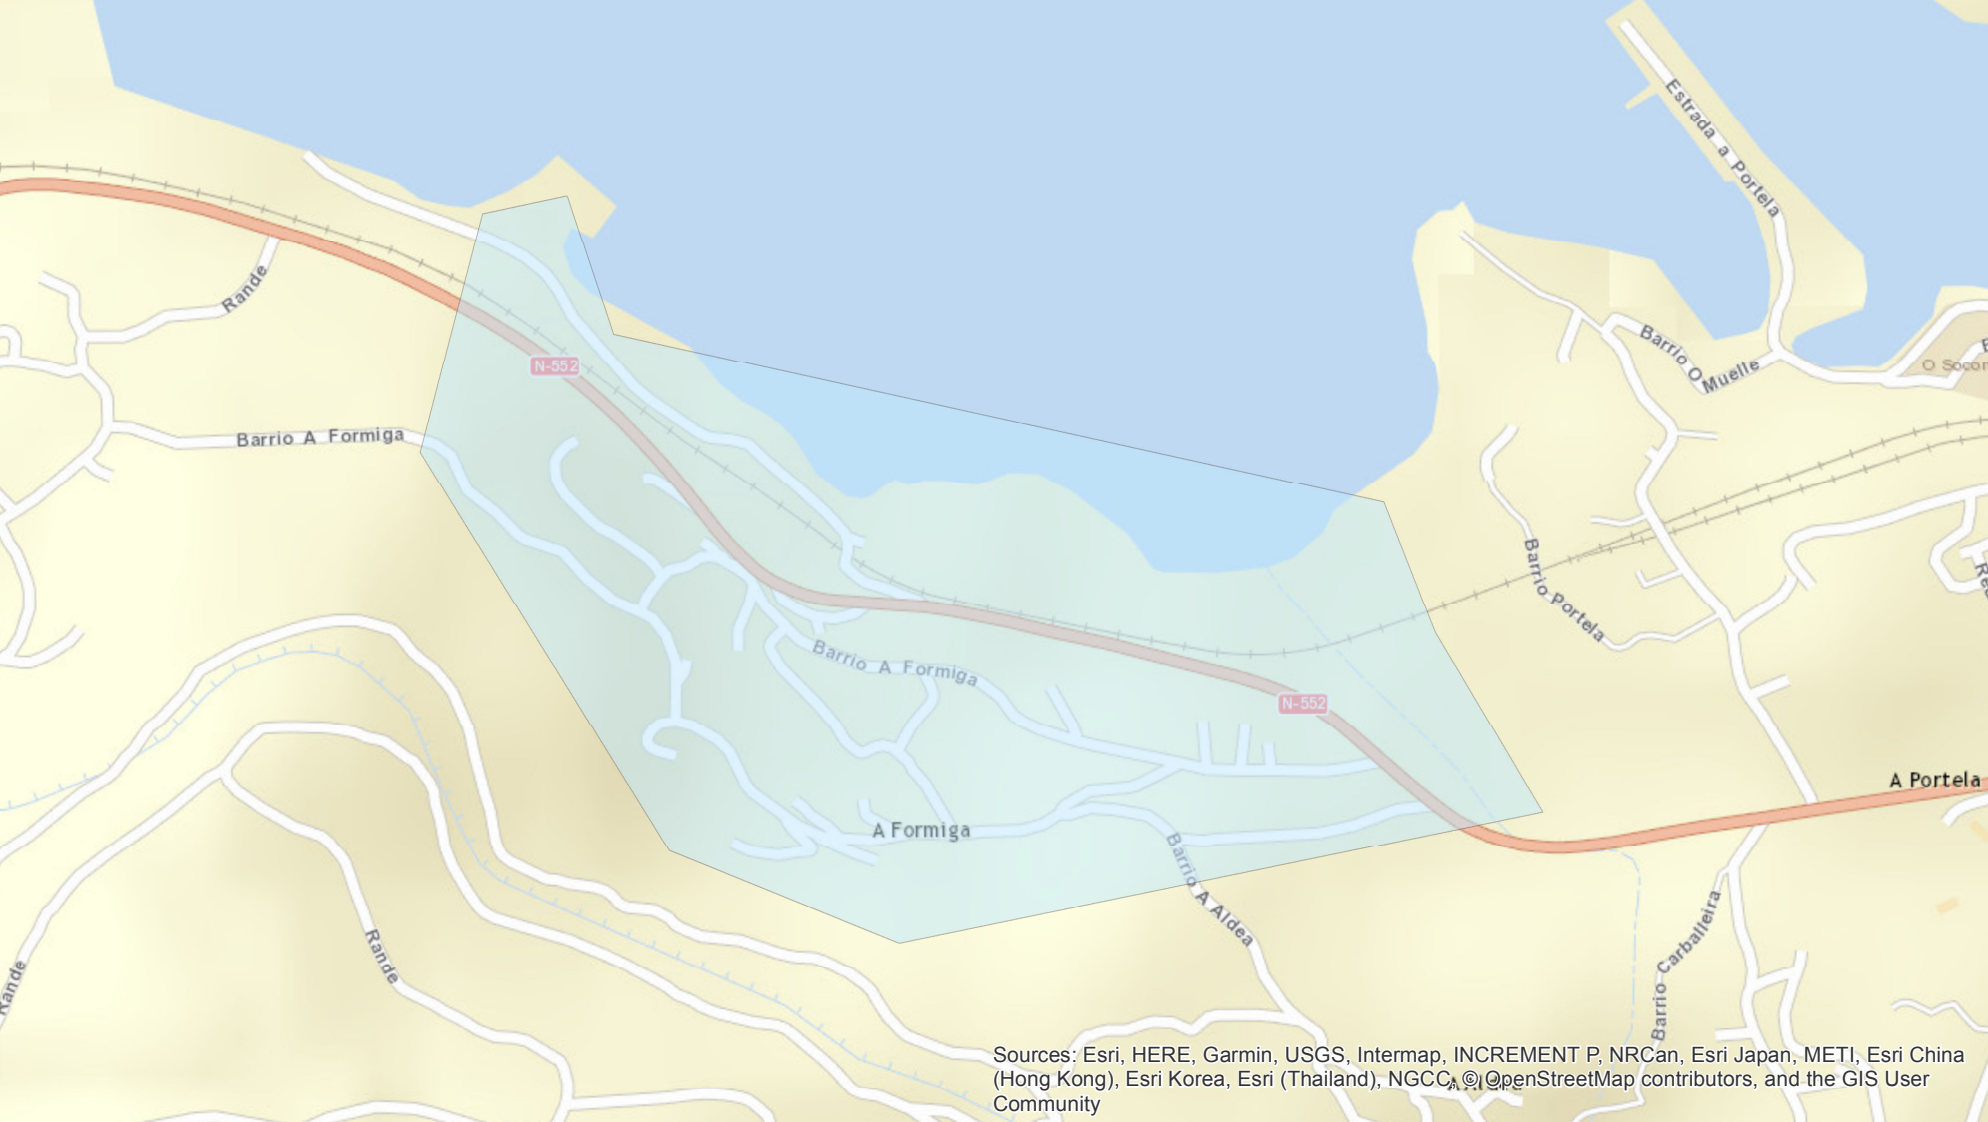 Estrada a Portela
Rande
N-552
Barrio O Muelle
O Socor
Barrio A Formiga
Barrio Portela
Barrio A Formiga
N-552
A Portela
A Formiga
Barrio A Aldea
Barrio Carballeira
Rande
Rande
Sources: Esri, HERE, Garmin, USGS, Intermap, INCREMENT P, NRCan, Esri Japan, METI, Esri China
(Hong Kong), Esri Korea, Esri (Thailand), NGCC, © OpenStreetMap contributors, and the GIS User
Community